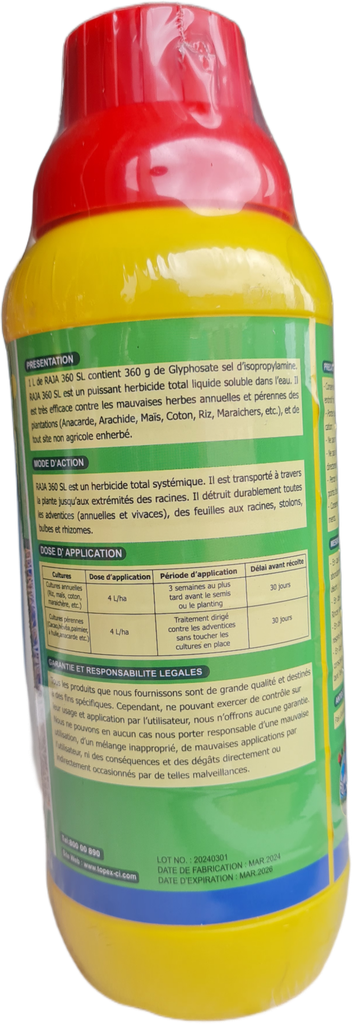 PRESENTATION
1 L de RAJA 360 SL contient 360 g de Glyphosate sel d'isopropylamine.
RAJA 360 SL est un puissant herbicide total liquide soluble dans l'eau. Il
est très efficace contre les mauvaises herbes annuelles et pérennes des
plantations (Anacarde, Arachide, Maïs, Coton, Riz, Maraichers, etc.), et de
tout site non agricole enherbé.
MODE D'ACTION
RAJA 360 SL est un herbicide total systémique. Il est transporté à travers
la plante jusqu'aux extrémités des racines. Il détruit durablement toutes
les adventices (annuelles et vivaces), des feuilles aux racines, stolons,
bulbes et rhizomes.
DOSE D'APPLICATION
Cultures Dose d'application Période d'application Délai avant récolte
Cultures annuelles
(Riz, maïs, coton,
maraîchère, etc.)
4 L/ha
3 semaines au plus
tard avant le semis
ou le planting
30 jours
Cultures pérennes
palmier,
à huile, anacarde etc.)
4 L/ha
Traitement dirigé
contre les adventices
sans toucher les
cultures en place
30 jours
GARANTIE ET RESPONSABILITE LEGALES
les produits que nous fournissons sont de grande qualité et destinés
des fins spécifiques. Cependant, ne pouvant exercer de contrôle sur
usage et application par l'utilisateur, nous n'offrons aucune garantie.
Nous ne pouvons en aucun cas nous porter responsable d'une mauvaise
utilisation, d'un mélange inapproprié, de mauvaises applications par
l'utilisateur, ni des conséquences et des dégâts directement ou
indirectement occasionnés par de telles malveillances.
Tel 800 00 890
Site Web : www.topex-ci.com
LOT NO. : 20240301
DATE DE FABRICATION : MAR.2024
DATE D'EXPIRATION : MAR.2026